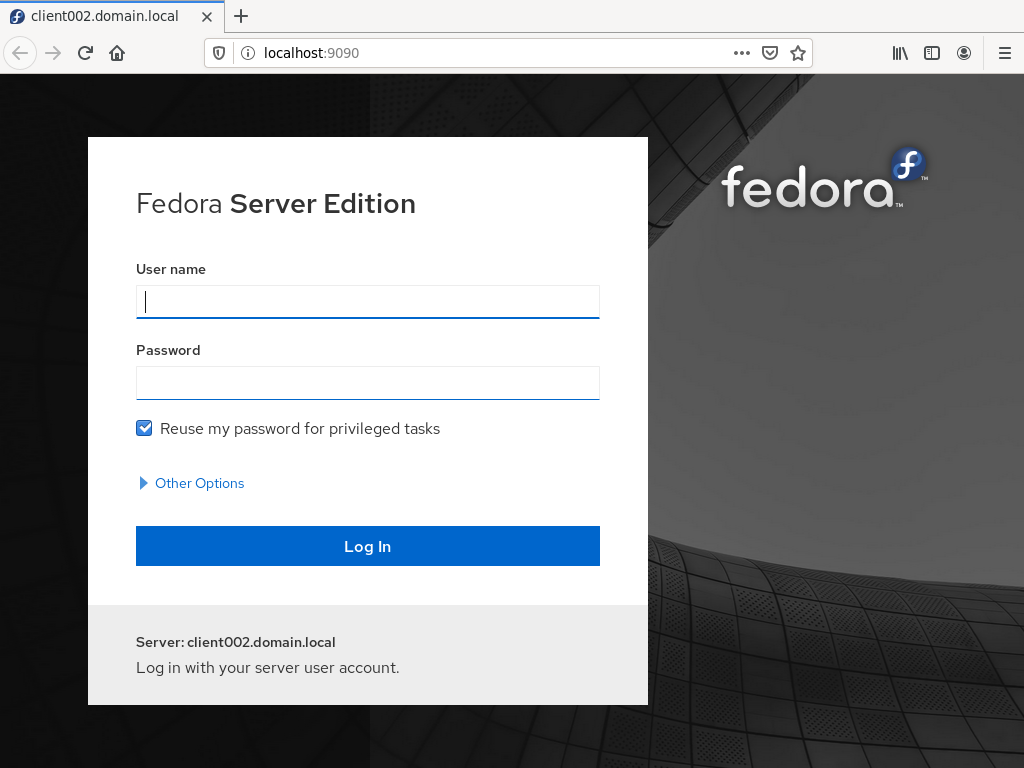 client002.domain.local
localhost:9090
fedora™
Fedora Server Edition
User name
Password
Reuse my password for privileged tasks
Other Options
Log In
Server: client002.domain.local
Log in with your server user account.